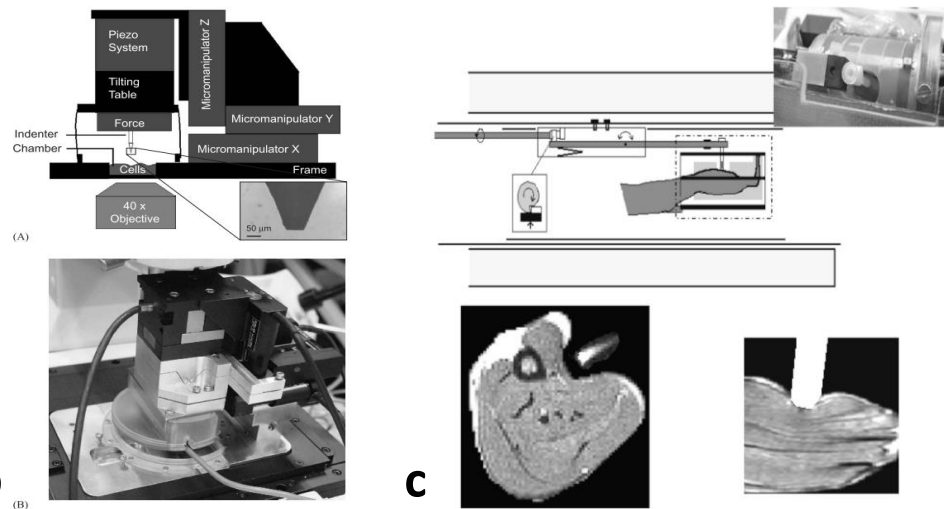 Piezo
System
Tilting
Table
Force
Micromanipulator Z
Micromanipulator Y
Micromanipulator X
Indenter
Chamber
Cells
Frame
40 x
Objective
50 µm
(A)
(B)
c